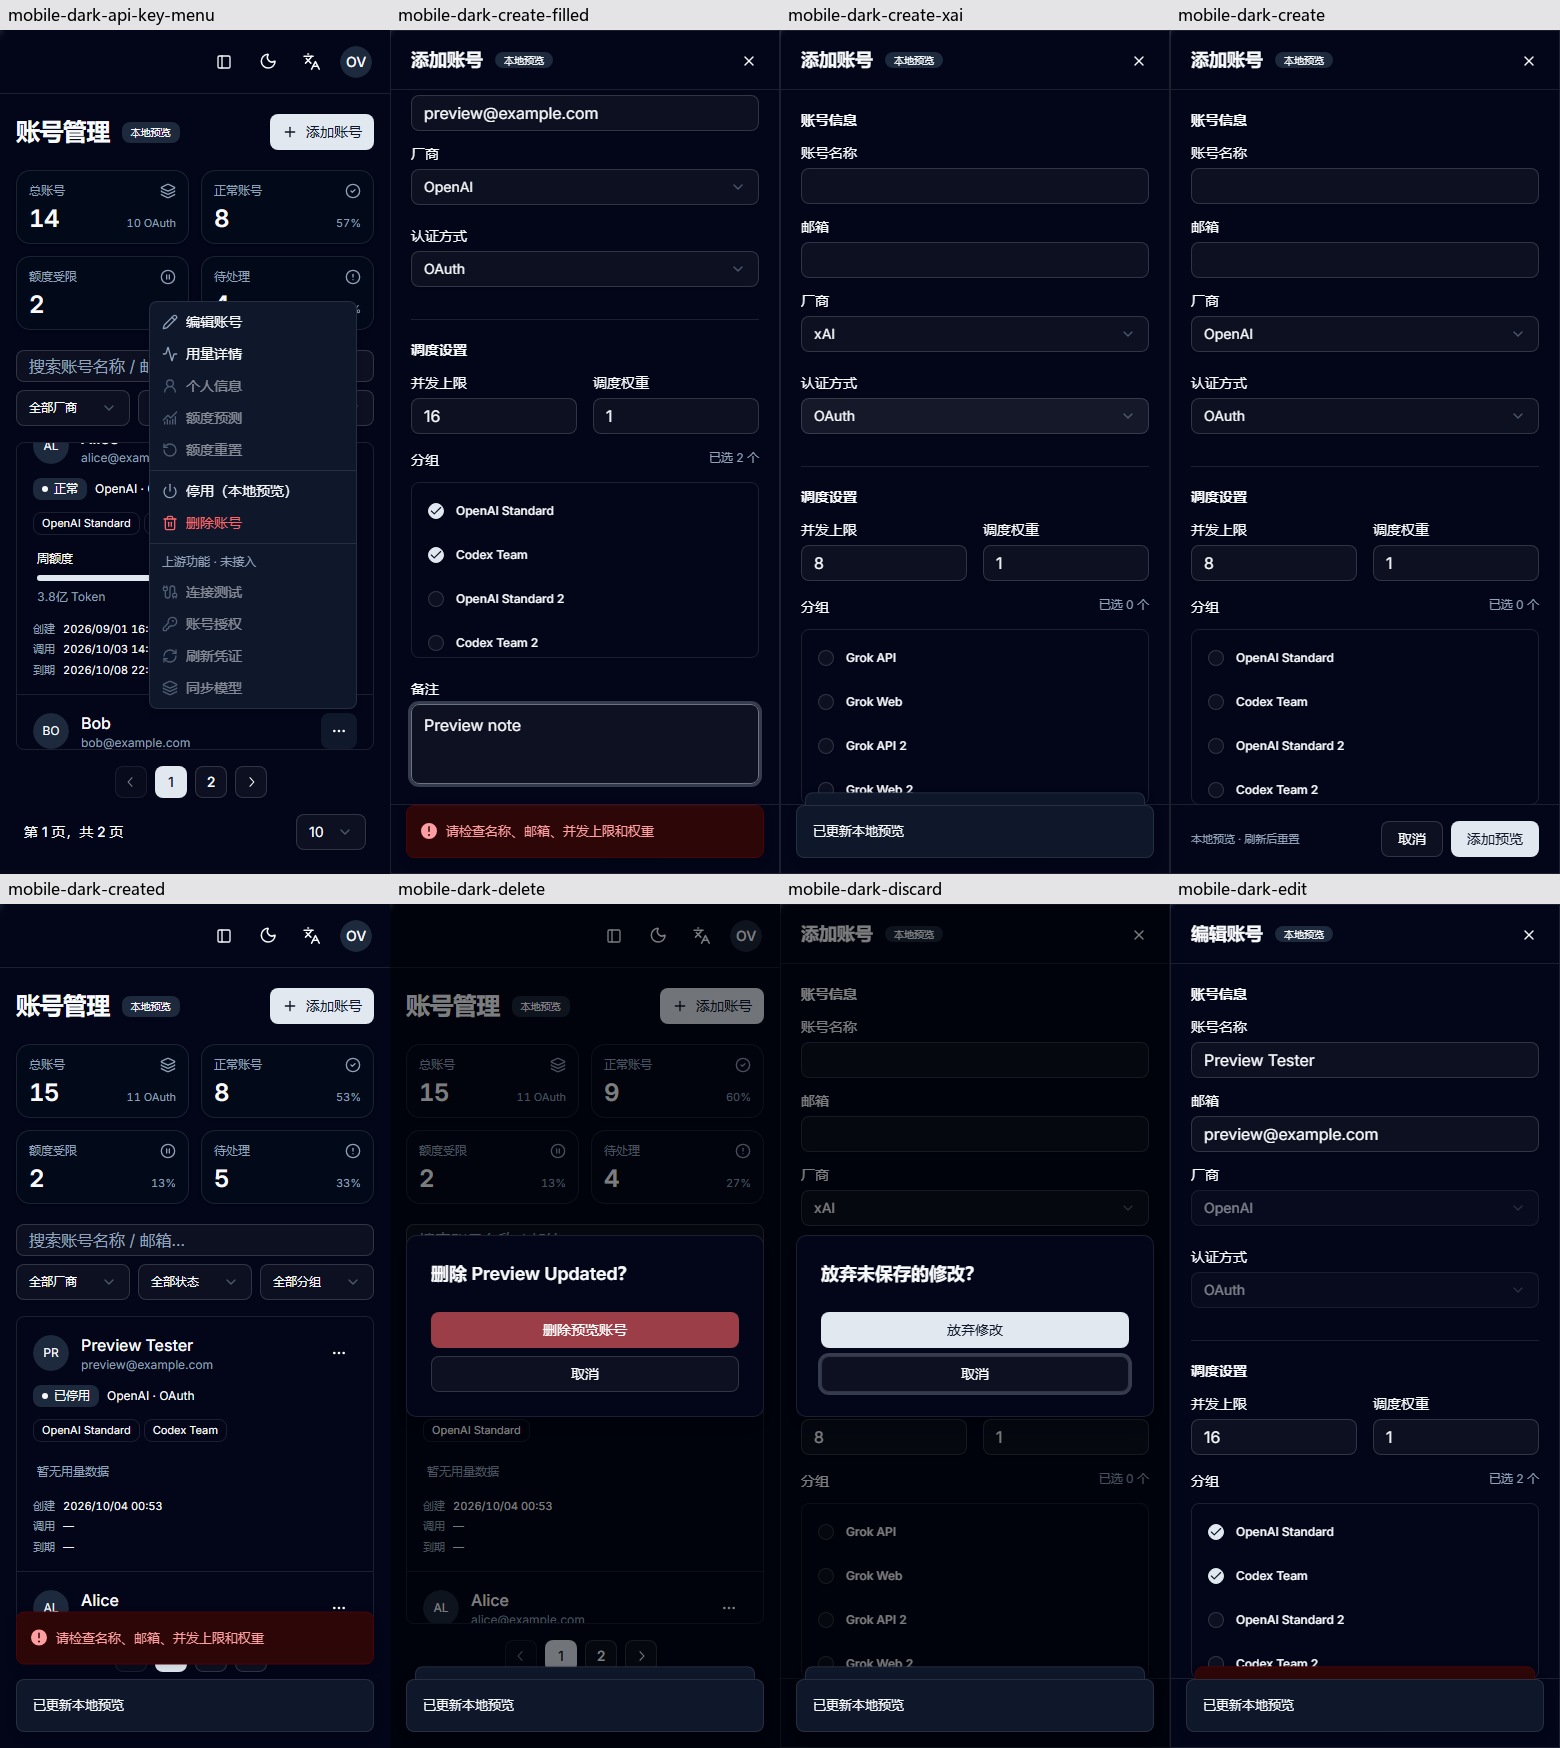 mobile-dark-api-key-menu
OV
账号管理
本地预览
添加账号
总账号
14
10 OAuth
正常账号
8
57%
额度受限
2
待处理
搜索账号名称 / 邮
全部厂商
编辑账号
用量详情
个人信息
额度预测
额度重置
停用（本地预览）
删除账号
上游功能 · 未接入
连接测试
账号授权
刷新凭证
同步模型
AL
alice@exam
正常
OpenAI ·
OpenAI Standard
周额度
3.8亿 Token
创建 2026/09/01 16:
调用 2026/10/03 14:
到期 2026/10/08 22:
BO
Bob
bob@example.com
1
2
第 1 页，共 2 页
10
mobile-dark-create-filled
添加账号
本地预览
preview@example.com
厂商
OpenAI
认证方式
OAuth
调度设置
并发上限
调度权重
16
1
分组
已选 2 个
OpenAI Standard
Codex Team
OpenAI Standard 2
Codex Team 2
备注
Preview note
请检查名称、邮箱、并发上限和权重
mobile-dark-create-xai
添加账号
本地预览
账号信息
账号名称
邮箱
厂商
xAI
认证方式
OAuth
调度设置
并发上限
调度权重
8
1
分组
已选 0 个
Grok API
Grok Web
Grok API 2
Grok Web 2
已更新本地预览
mobile-dark-create
添加账号
本地预览
账号信息
账号名称
邮箱
厂商
OpenAI
认证方式
OAuth
调度设置
并发上限
调度权重
8
1
分组
已选 0 个
OpenAI Standard
Codex Team
OpenAI Standard 2
Codex Team 2
本地预览 · 刷新后重置
取消
添加预览
mobile-dark-created
OV
账号管理
本地预览
添加账号
总账号
15
11 OAuth
正常账号
8
53%
额度受限
2
13%
待处理
5
33%
搜索账号名称 / 邮箱...
全部厂商
全部状态
全部分组
PR
Preview Tester
preview@example.com
已停用
OpenAI · OAuth
OpenAI Standard
Codex Team
暂无用量数据
创建 2026/10/04 00:53
调用 —
到期 —
AL
Alice
请检查名称、邮箱、并发上限和权重
已更新本地预览
mobile-dark-delete
OV
账号管理
本地预览
添加账号
总账号
15
11 OAuth
正常账号
9
60%
额度受限
2
13%
待处理
4
27%
删除 Preview Updated?
删除预览账号
取消
OpenAI Standard
暂无用量数据
创建 2026/10/04 00:53
调用 —
到期 —
AL
Alice
alice@example.com
1
2
已更新本地预览
mobile-dark-discard
添加账号
本地预览
账号信息
账号名称
邮箱
厂商
xAI
放弃未保存的修改?
放弃修改
取消
8
1
分组
已选 0 个
Grok API
Grok Web
Grok API 2
Grok Web 2
已更新本地预览
mobile-dark-edit
编辑账号
本地预览
账号信息
账号名称
Preview Tester
邮箱
preview@example.com
厂商
OpenAI
认证方式
OAuth
调度设置
并发上限
调度权重
16
1
分组
已选 2 个
OpenAI Standard
Codex Team
OpenAI Standard 2
Codex Team 2
已更新本地预览